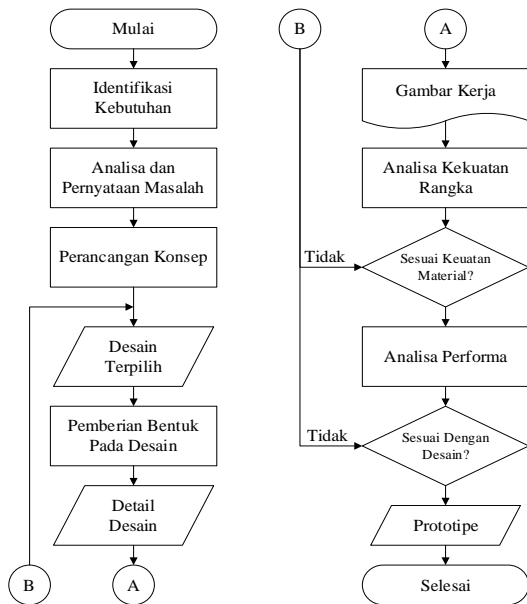 Mulai
Identifikasi
Kebutuhan
Analisa dan
Pernyataan Masalah
Perancangan Konsep
Desain
Terpilih
Pemberian Bentuk
Pada Desain
Detail
Desain
B
A
B
A
Gambar Kerja
Analisa Kekuatan
Rangka
Tidak
Sesuai Keuatan
Material?
Analisa Performa
Tidak
Sesuai Dengan
Desain?
Prototipe
Selesai